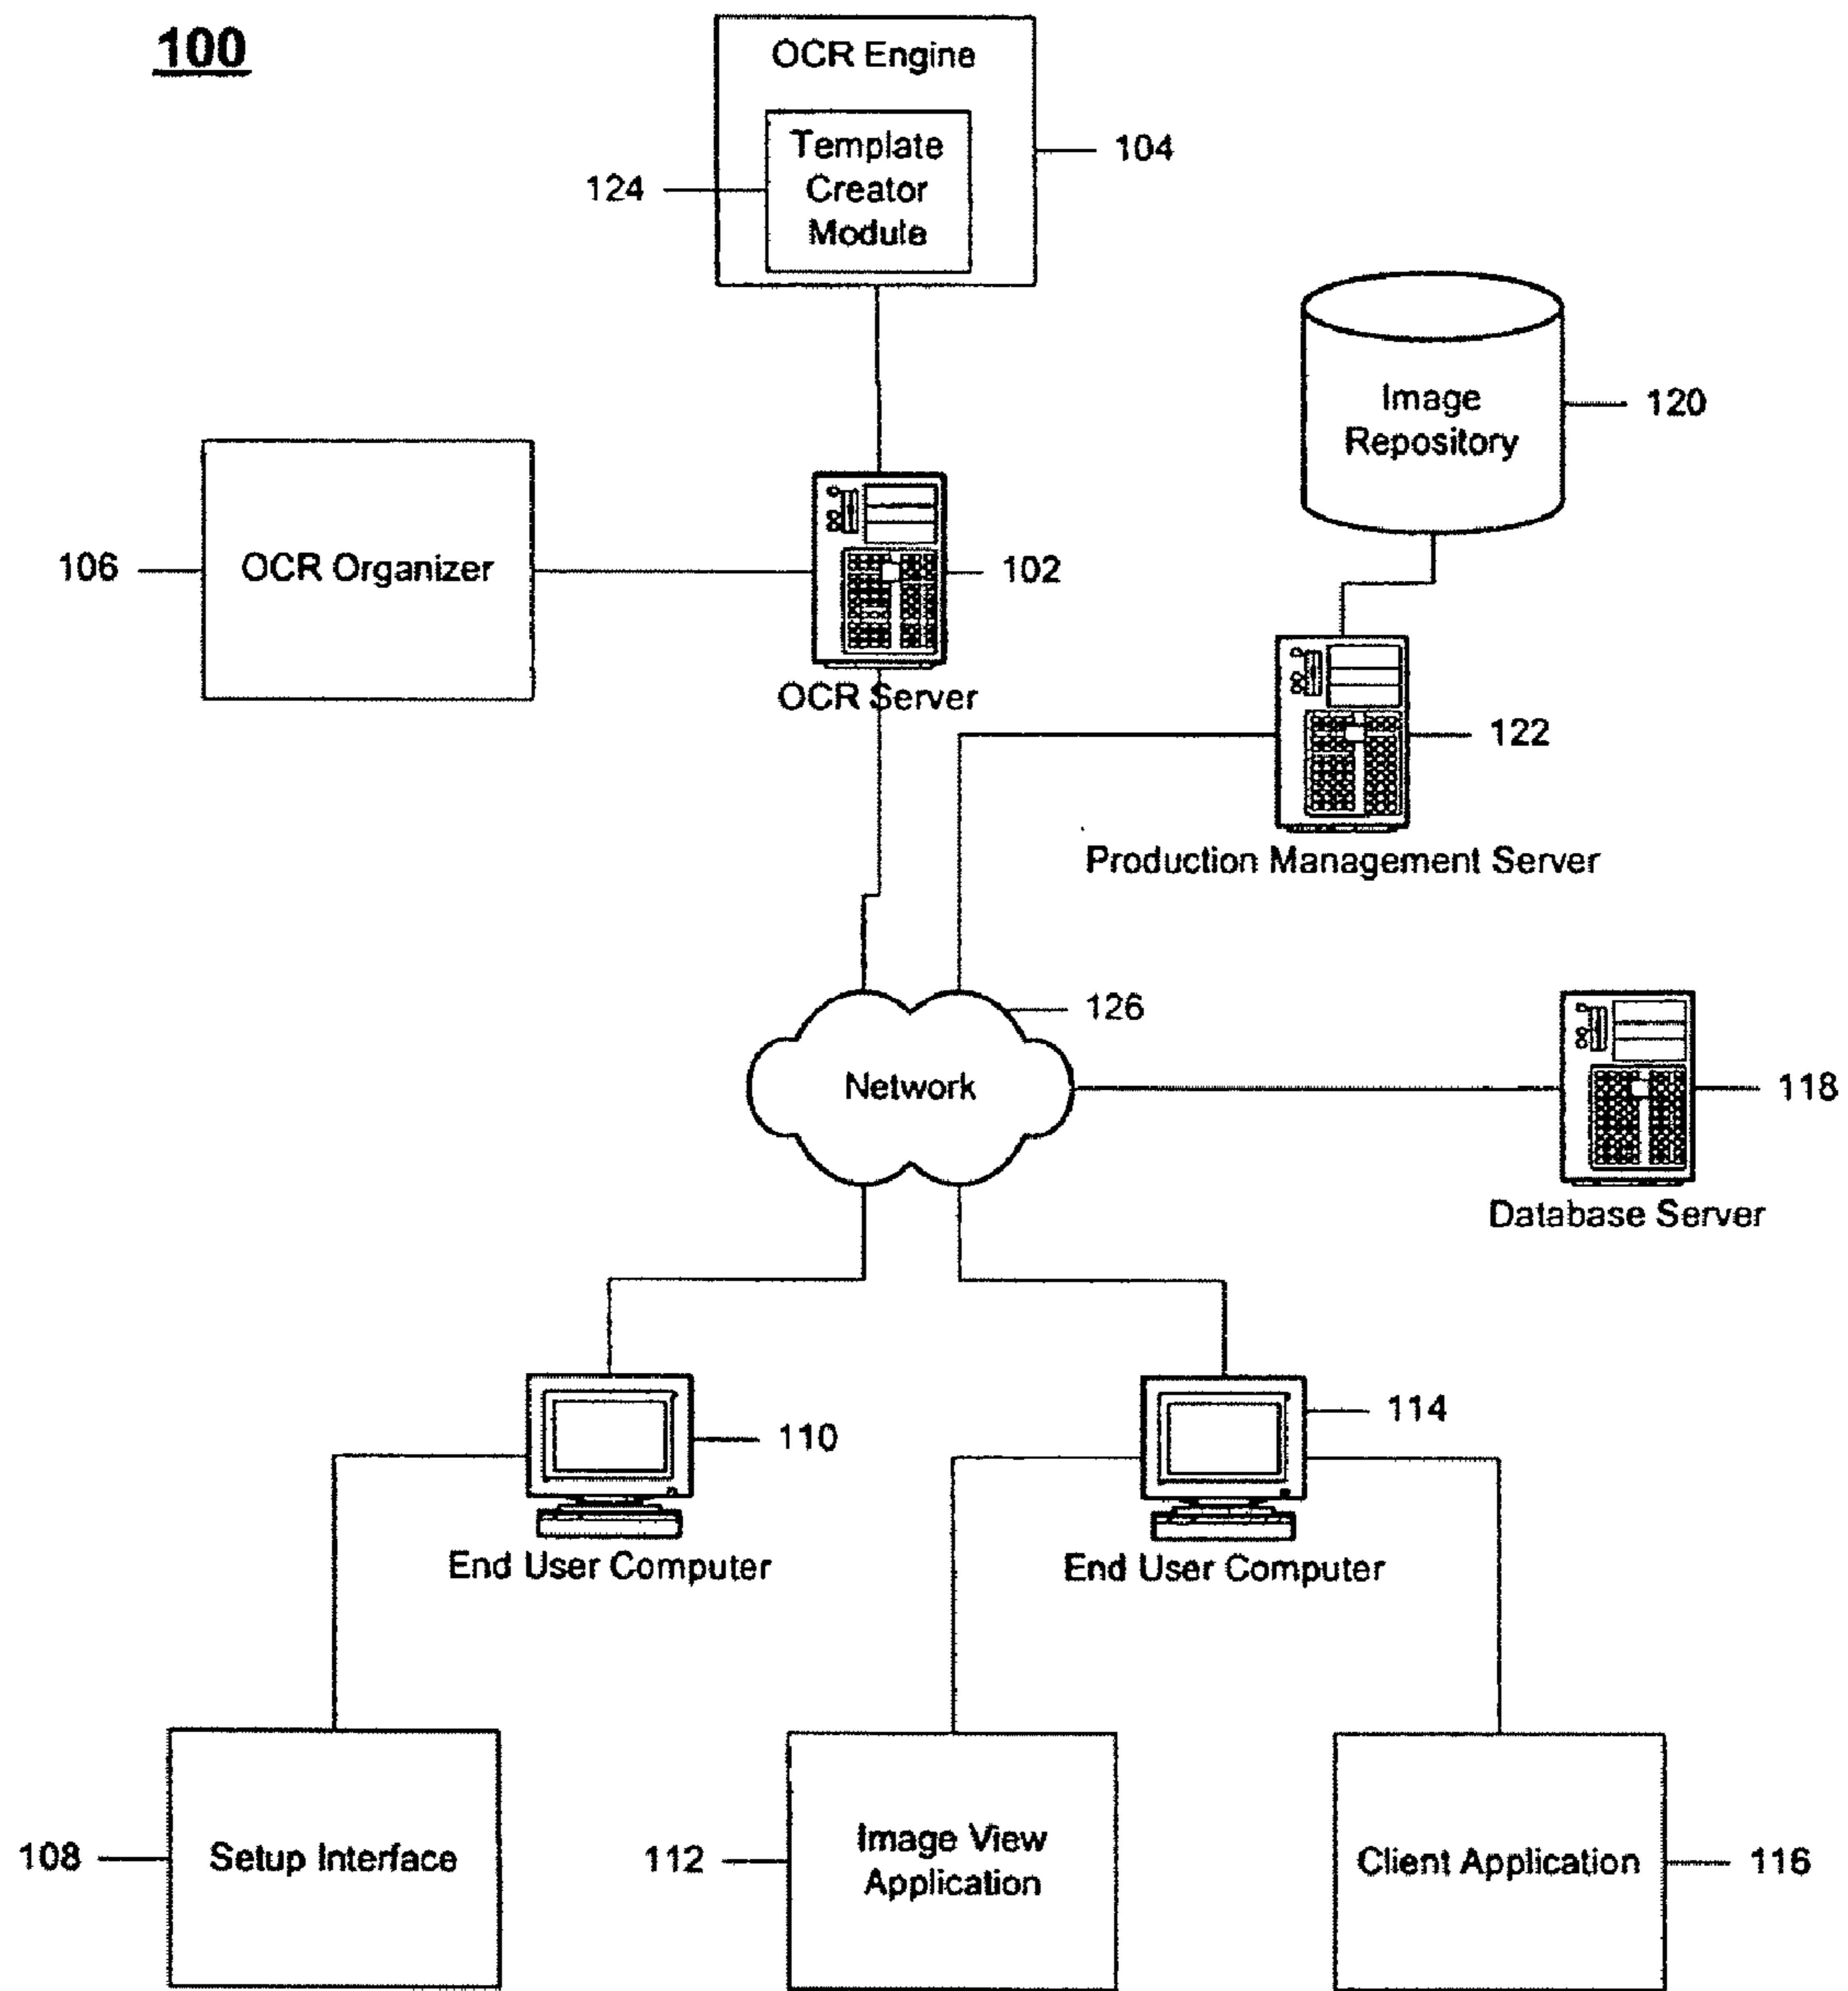 100
OCR Engine
Template
Creator
Module
104
124
Image
Repository
120
106
OCR Organizer
102
OCR Server
122
Production Management Server
126
Network
118
Database Server
110
114
End User Computer
End User Computer
108
Setup Interface
112
Image View
Application
Client Application
116